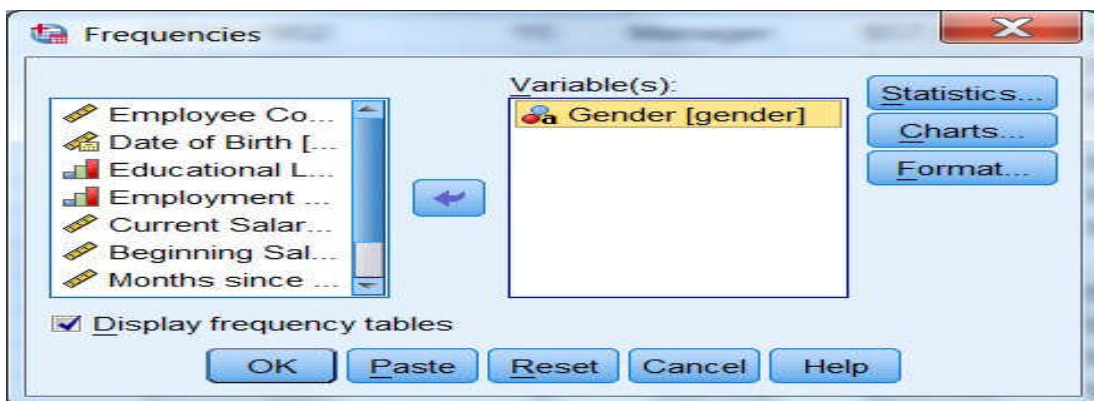 Frequencies
Employee Co...
Date of Birth [...
Educational L...
Employment ...
Current Salar...
Beginning Sal...
Months since ...
Variable(s):
a Gender [gender]
Statistics...
Charts...
Format...
Display frequency tables
OK Paste Reset Cancel Help